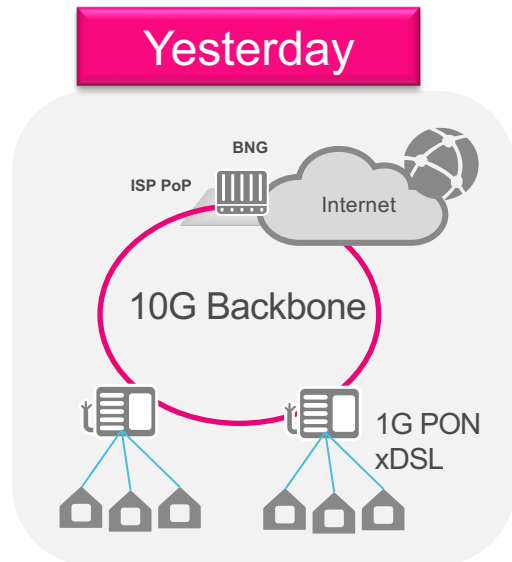 Yesterday
BNG
ISP PoP
Internet
10G Backbone
1G PON
xDSL